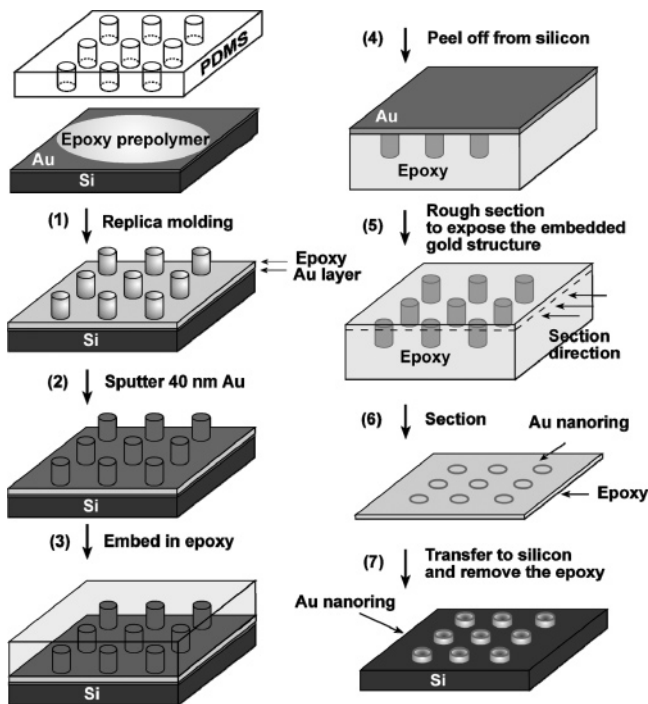 PDMS
Epoxy prepolymer
Au
Si
(1) Replica molding
Epoxy
Au layer
Si
(2) Sputter 40 nm Au
Si
(3) Embed in epoxy
Si
(4) Peel off from silicon
Au
Epoxy
(5) Rough section
to expose the embedded
gold structure
Section
direction
Epoxy
(6) Section
Au nanoring
Epoxy
(7) Transfer to silicon
and remove the epoxy
Au nanoring
Si